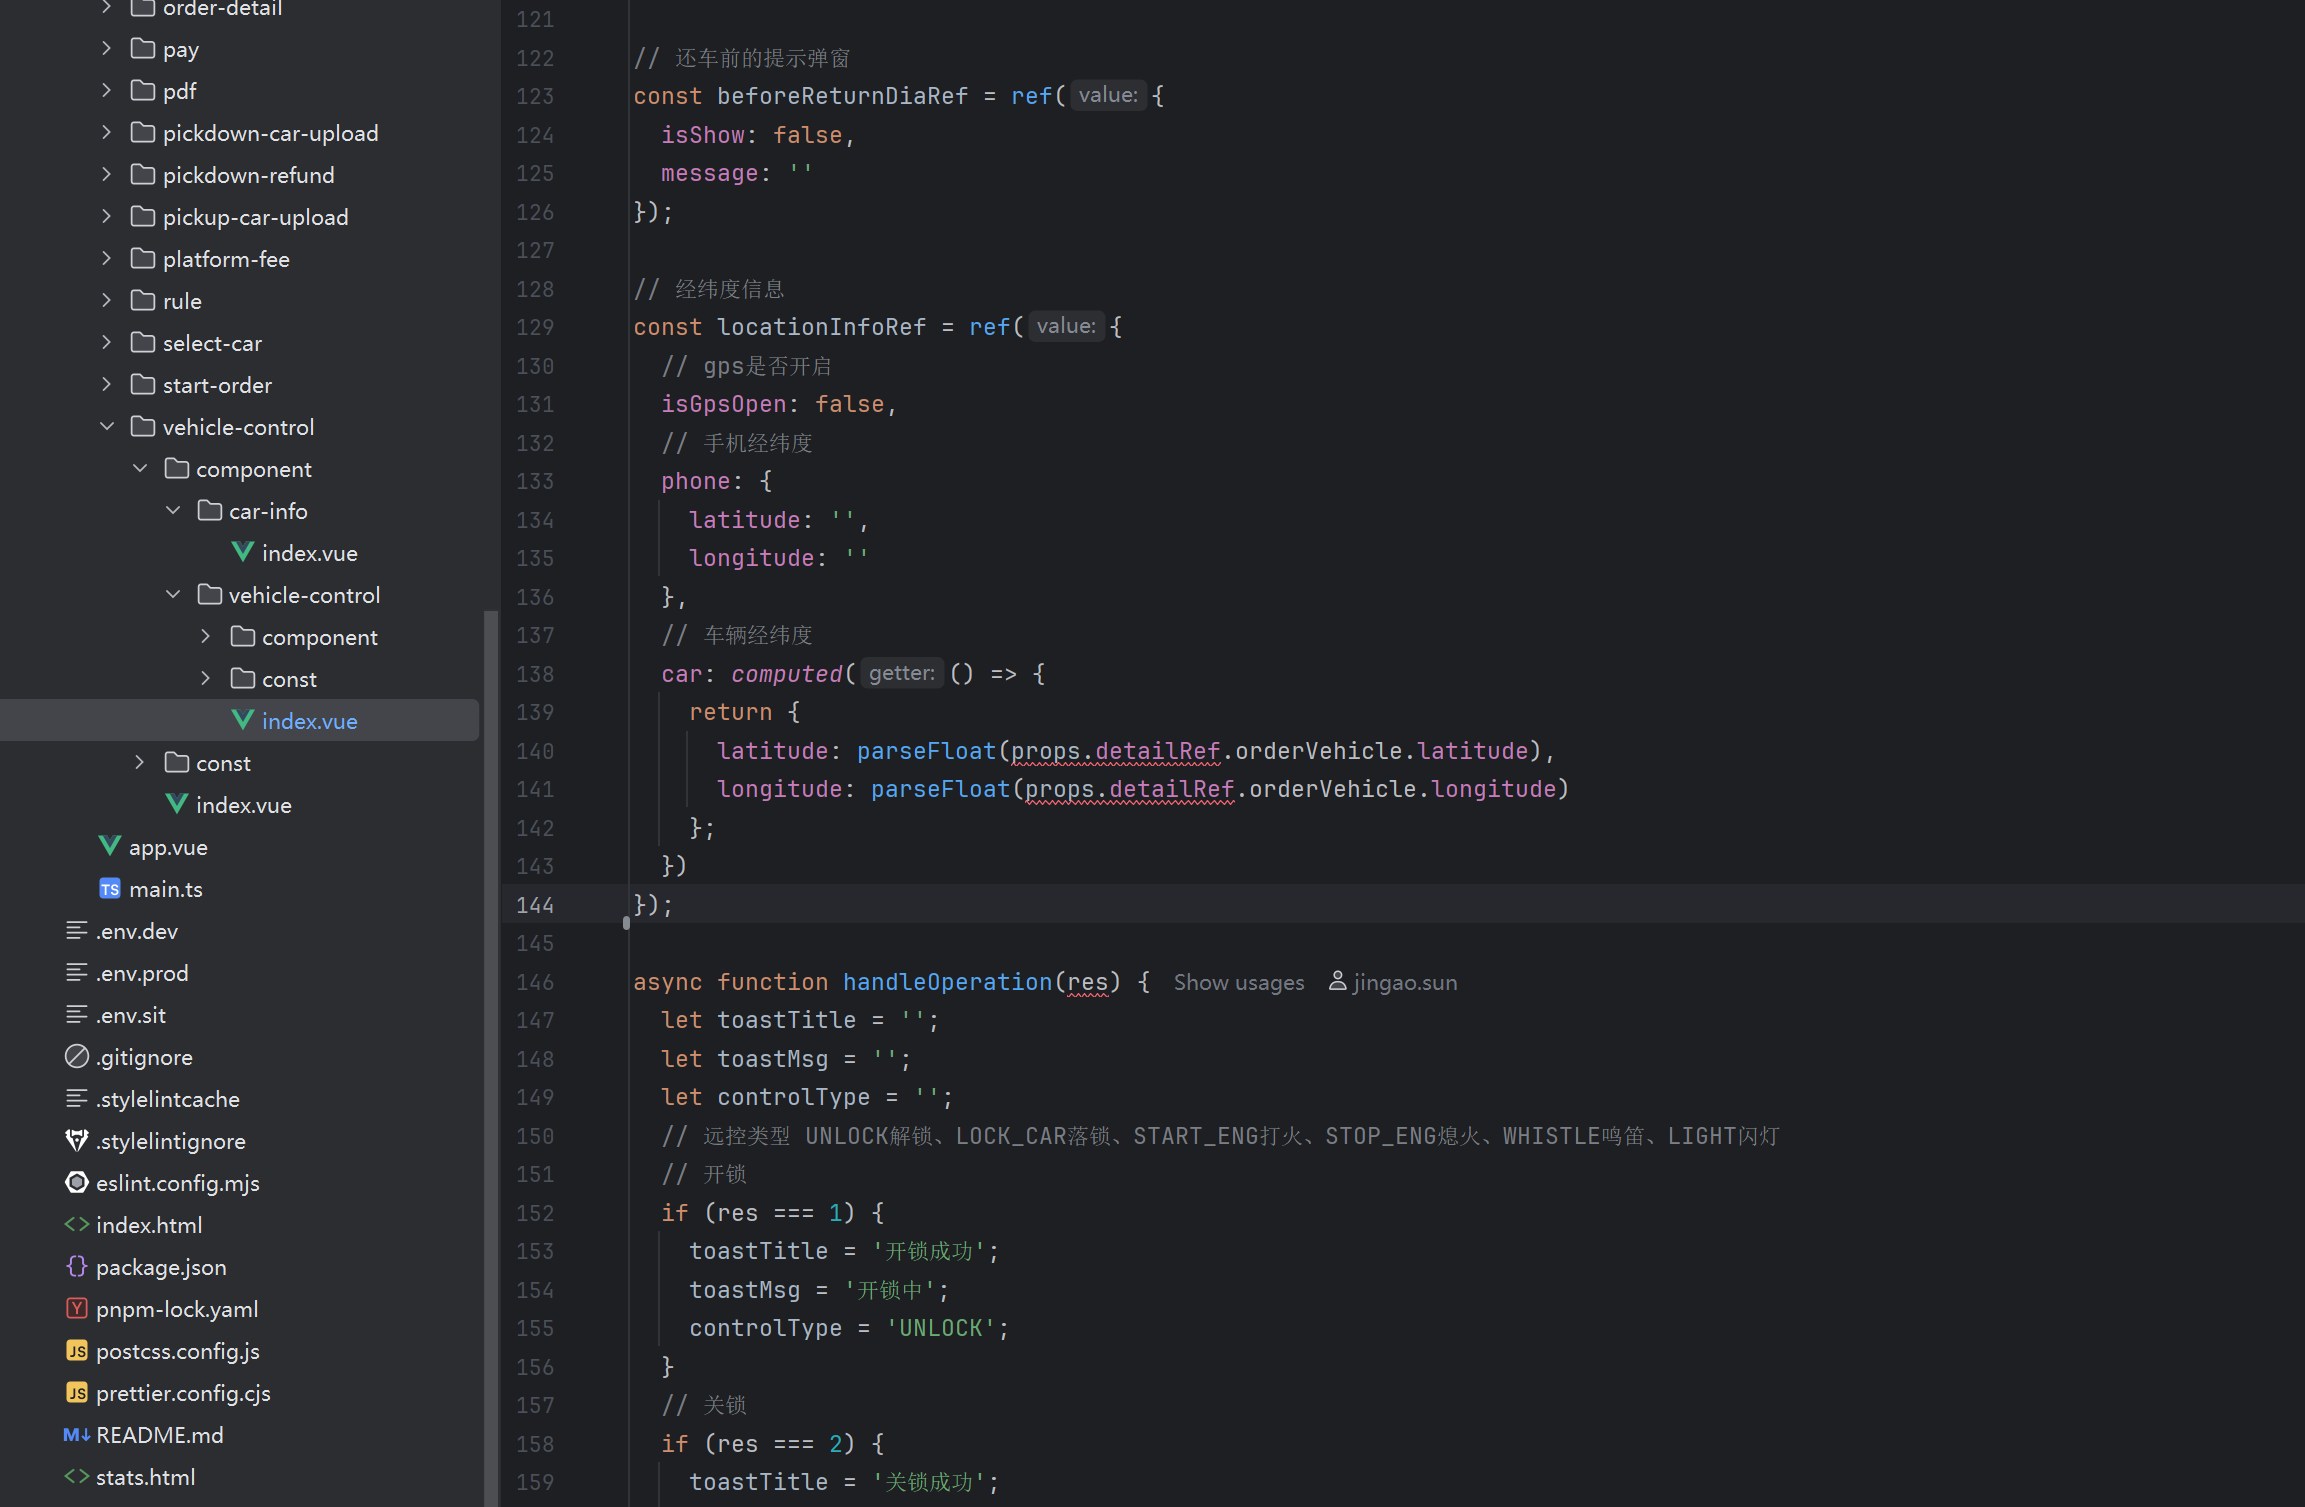 order-detail
pay
pdf
pickdown-car-upload
pickdown-refund
pickup-car-upload
platform-fee
rule
select-car
start-order
vehicle-control
component
car-info
index.vue
vehicle-control
component
const
index.vue
const
index.vue
app.vue
TS main.ts
.env.dev
.env.prod
.env.sit
.gitignore
.stylelintcache
.stylelintignore
eslint.config.mjs
<> index.html
{} package.json
Y pnpm-lock.yaml
JS postcss.config.js
JS prettier.config.cjs
M↓ README.md
<> stats.html
121
122 // 还车前的提示弹窗
123 const beforeReturnDiaRef = ref( value: {
124 isShow: false,
125 message: ''
126 });
127
128 // 经纬度信息
129 const locationInfoRef = ref( value: {
130 // gps是否开启
131 isGpsOpen: false,
132 // 手机经纬度
133 phone: {
134 latitude: '',
135 longitude: ''
136 },
137 // 车辆经纬度
138 car: computed( getter: () => {
139 return {
140 latitude: parseFloat(props.detailRef.orderVehicle.latitude),
141 longitude: parseFloat(props.detailRef.orderVehicle.longitude)
142 };
143 })
144 });
145
146 async function handleOperation(res) { Show usages jingao.sun
147 let toastTitle = '';
148 let toastMsg = '';
149 let controlType = '';
150 // 远控类型 UNLOCK解锁、LOCK_CAR落锁、START_ENG打火、STOP_ENG熄火、WHISTLE鸣笛、LIGHT闪灯
151 // 开锁
152 if (res === 1) {
153 toastTitle = '开锁成功';
154 toastMsg = '开锁中';
155 controlType = 'UNLOCK';
156 }
157 // 关锁
158 if (res === 2) {
159 toastTitle = '关锁成功';